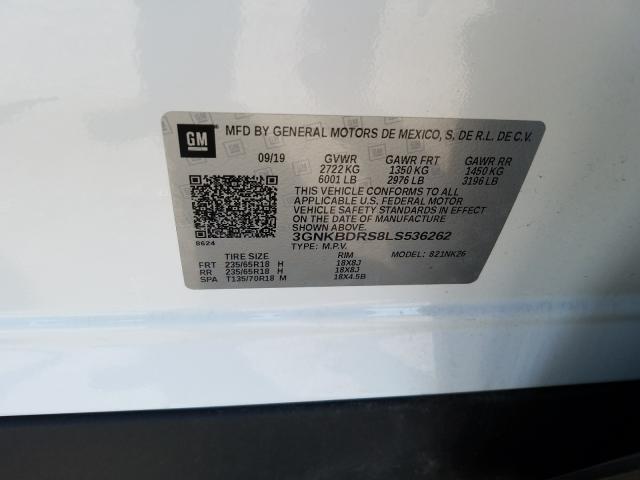 GM
MFD BY GENERAL MOTORS DE MEXICO, S. DE R.L. DE C.V.
09/19 GVWR GAWR FRT GAWR RR
2722 KG 1350 KG 1450 KG
6001 LB 2976 LB 3196 LB
THIS VEHICLE CONFORMS TO ALL
APPLICABLE U.S. FEDERAL MOTOR
VEHICLE SAFETY STANDARDS IN
EFFECT ON THE DATE OF MANUFACTURE
SHOWN ABOVE.
3GNKBDRS8LS536262
8624
TYPE: M.P.V. MODEL: 821NK26
TIRE SIZE RIM
FRT 235/65R18 H 18X8J
RR 235/65R18 H 18X8J
SPA T135/70R18 M 18X4.5B